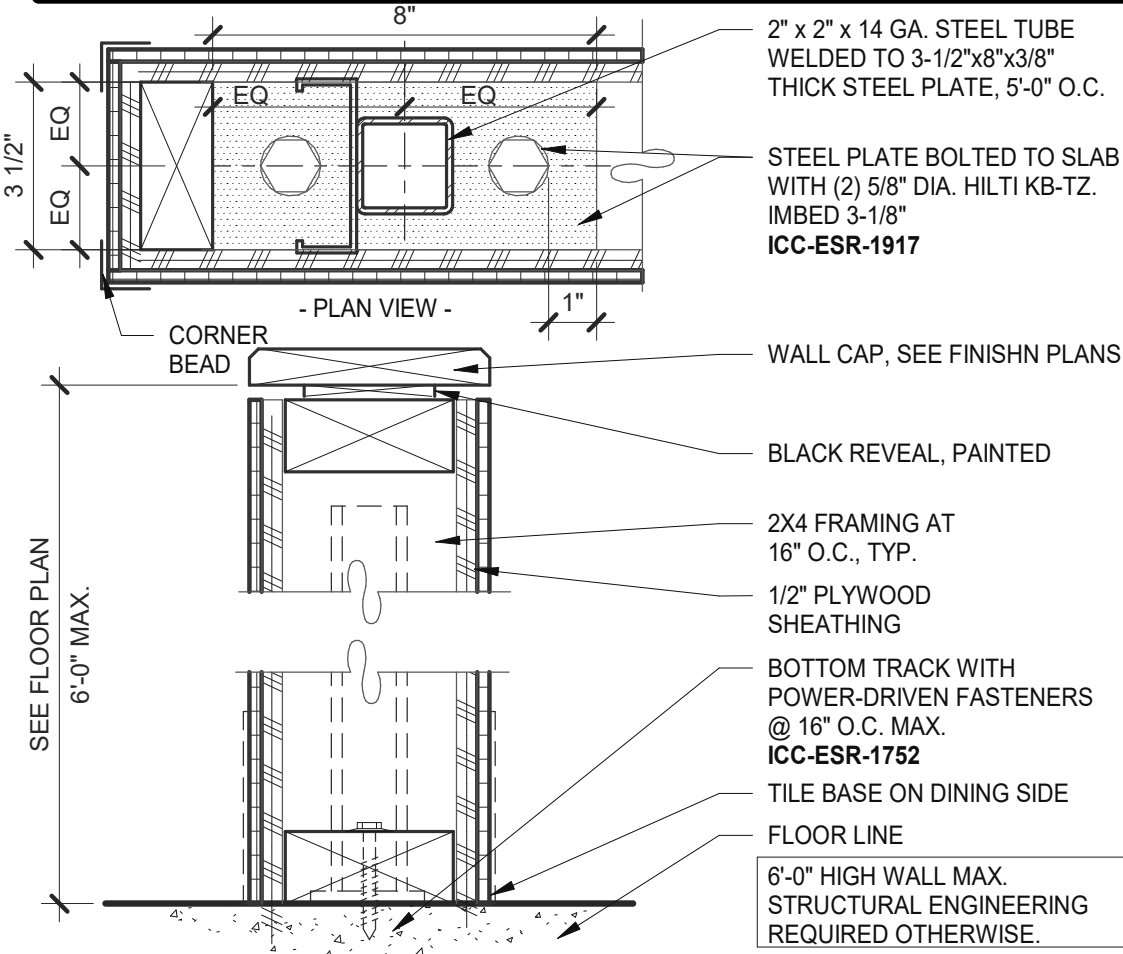 8"
2" x 2" x 14 GA. STEEL TUBE
WELDED TO 3-1/2"x8"x3/8"
THICK STEEL PLATE, 5'-0" O.C.
EQ
EQ
3 1/2"
EQ
EQ
STEEL PLATE BOLTED TO SLAB
WITH (2) 5/8" DIA. HILTI KB-TZ.
IMBED 3-1/8"
ICC-ESR-1917
1"
- PLAN VIEW -
CORNER
BEAD
WALL CAP, SEE FINISHN PLANS
BLACK REVEAL, PAINTED
2X4 FRAMING AT
16" O.C., TYP.
1/2" PLYWOOD
SHEATHING
SEE FLOOR PLAN
6'-0" MAX.
BOTTOM TRACK WITH
POWER-DRIVEN FASTENERS
@ 16" O.C. MAX.
ICC-ESR-1752
TILE BASE ON DINING SIDE
FLOOR LINE
6'-0" HIGH WALL MAX.
STRUCTURAL ENGINEERING
REQUIRED OTHERWISE.